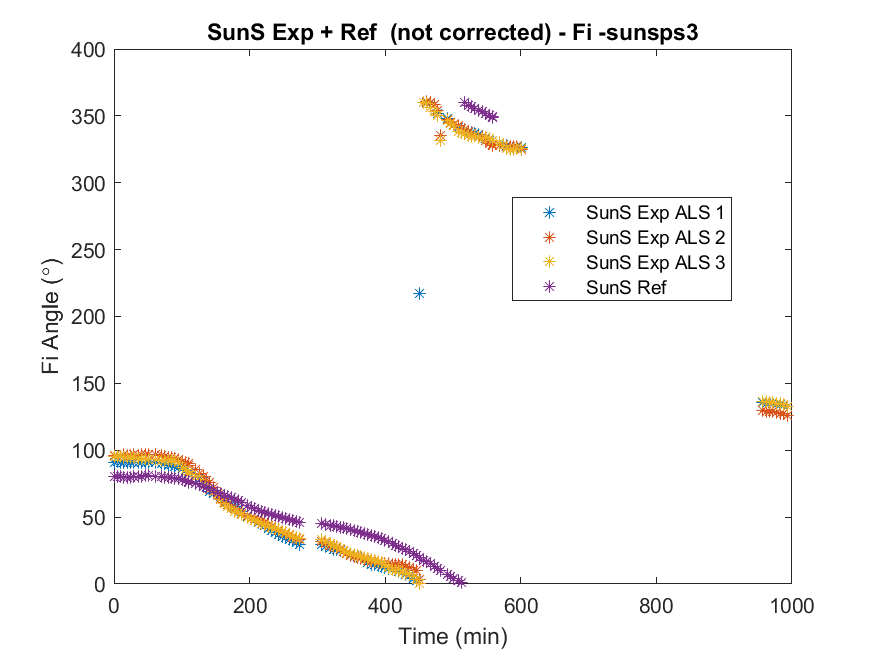 SunS Exp + Ref  (not corrected) - Fi -sunsps3
400
350
300
250
200
150
100
50
0
Fi Angle (°)
SunS Exp ALS 1
SunS Exp ALS 2
SunS Exp ALS 3
SunS Ref
0 200 400 600 800 1000
Time (min)